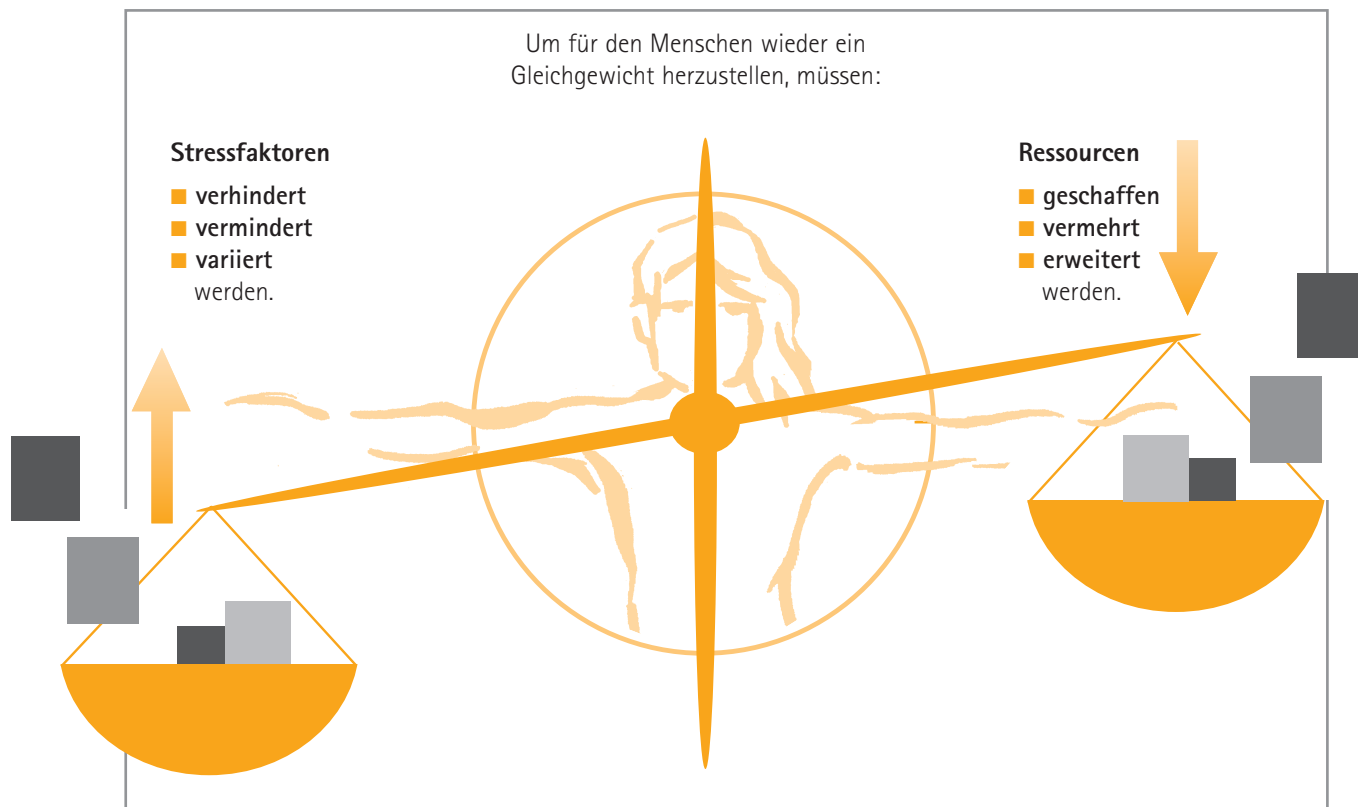 Um für den Menschen wieder ein
Gleichgewicht herzustellen, müssen:
Stressfaktoren
■ verhindert
■ vermindert
■ variiert
werden.
Ressourcen
■ geschaffen
■ vermehrt
■ erweitert
werden.